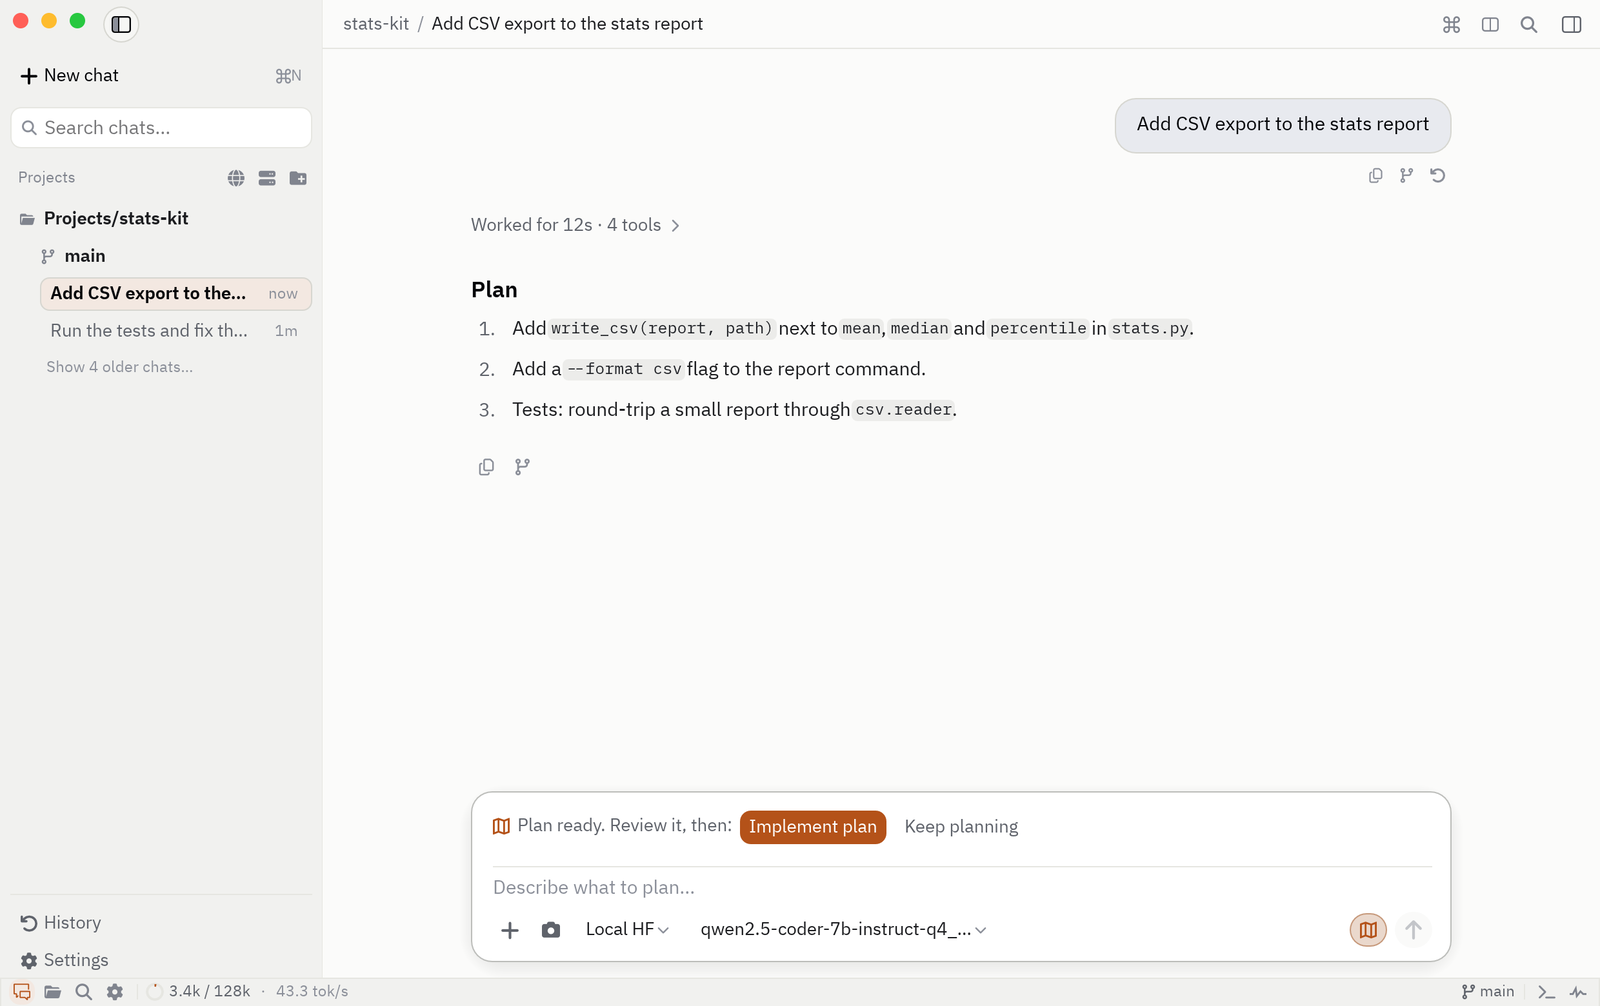 stats-kit / Add CSV export to the stats report
New chat ⌘N
Search chats...
Projects
Projects/stats-kit
main
Add CSV export to the... now
Run the tests and fix th... 1m
Show 4 older chats...
Add CSV export to the stats report
Worked for 12s · 4 tools
Plan
1. Add write_csv(report, path) next to mean, median and percentile in stats.py.
2. Add a --format csv flag to the report command.
3. Tests: round-trip a small report through csv.reader.
Plan ready. Review it, then: Implement plan Keep planning
Describe what to plan...
Local HF qwen2.5-coder-7b-instruct-q4_...
History
Settings
3.4k / 128k · 43.3 tok/s main